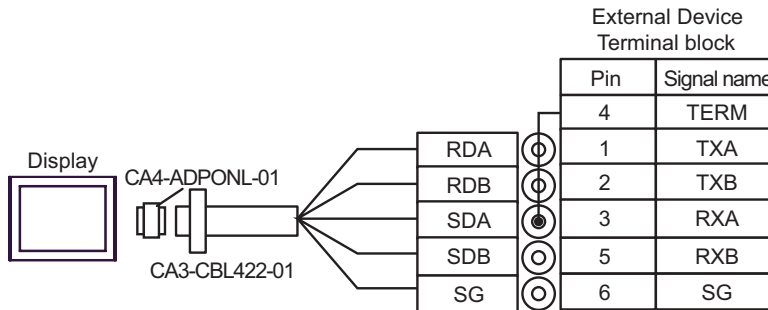 External Device
Terminal block
Pin Signal name
4 TERM
Display
CA4-ADPONL-01
CA3-CBL422-01
RDA 1 TXA
RDB 2 TXB
SDA 3 RXA
SDB 5 RXB
SG 6 SG